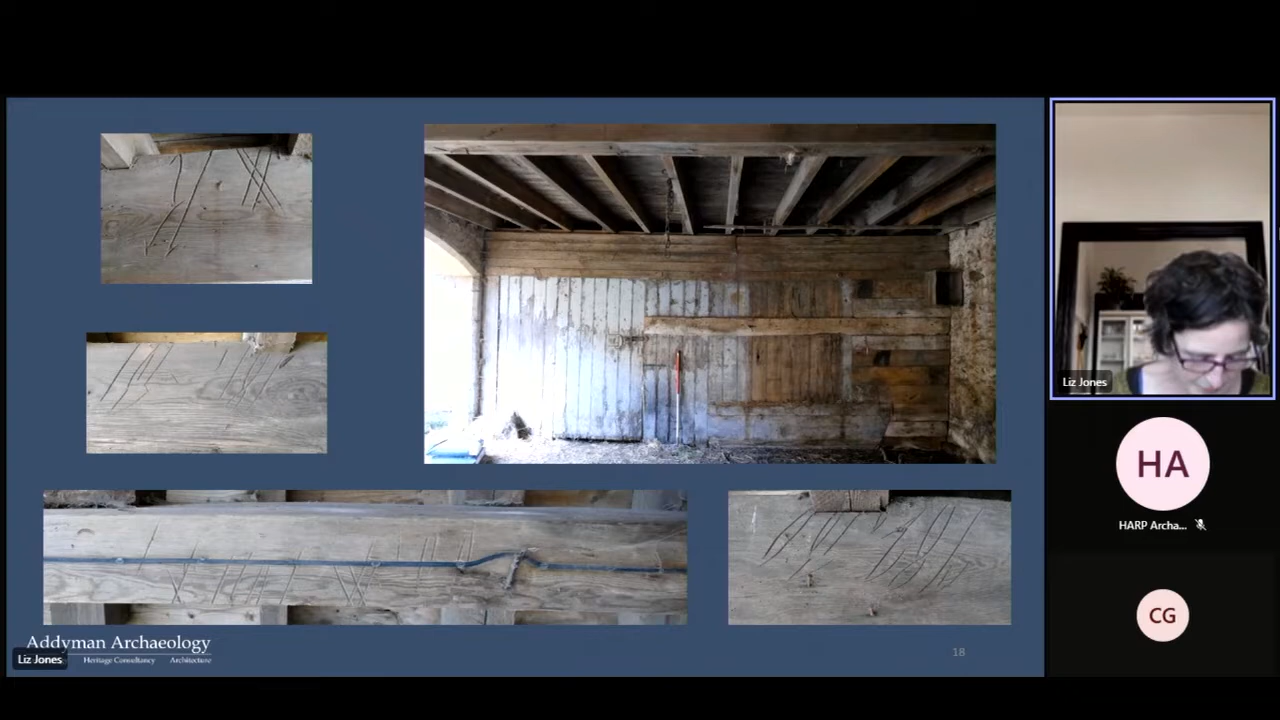 Addyman Archaeology
Heritage Consultancy Architecture
Liz Jones
18
Liz Jones
HA
HARP Archa...
CG